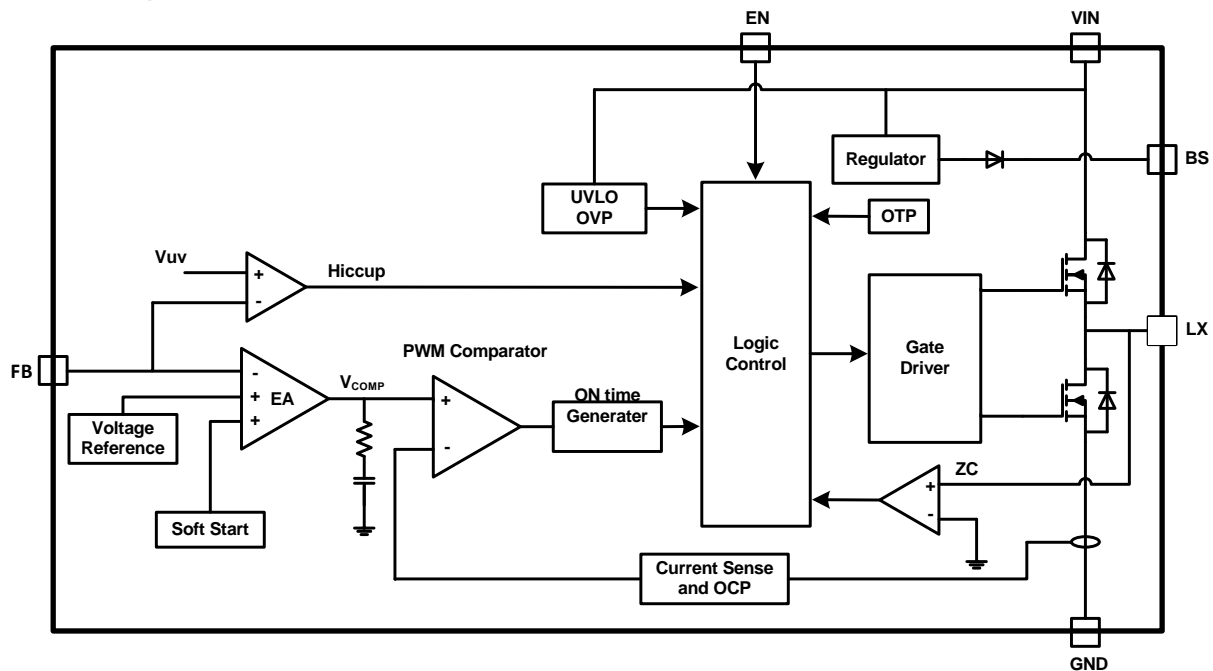 EN
VIN
Regulator
BS
UVLO
OVP
OTP
Vuv
+
-
Hiccup
LX
FB
PWM Comparator
Logic
Control
Gate
Driver
-
+
+
EA
VCOMP
+
-
ON time
Generater
Voltage
Reference
ZC
+
-
Soft Start
Current Sense
and OCP
GND